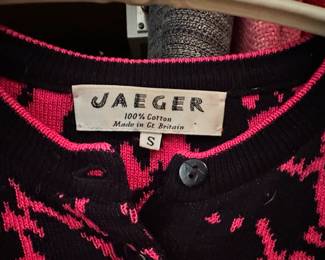 JAEGER
100% Cotton
Made in Gt Britain
S